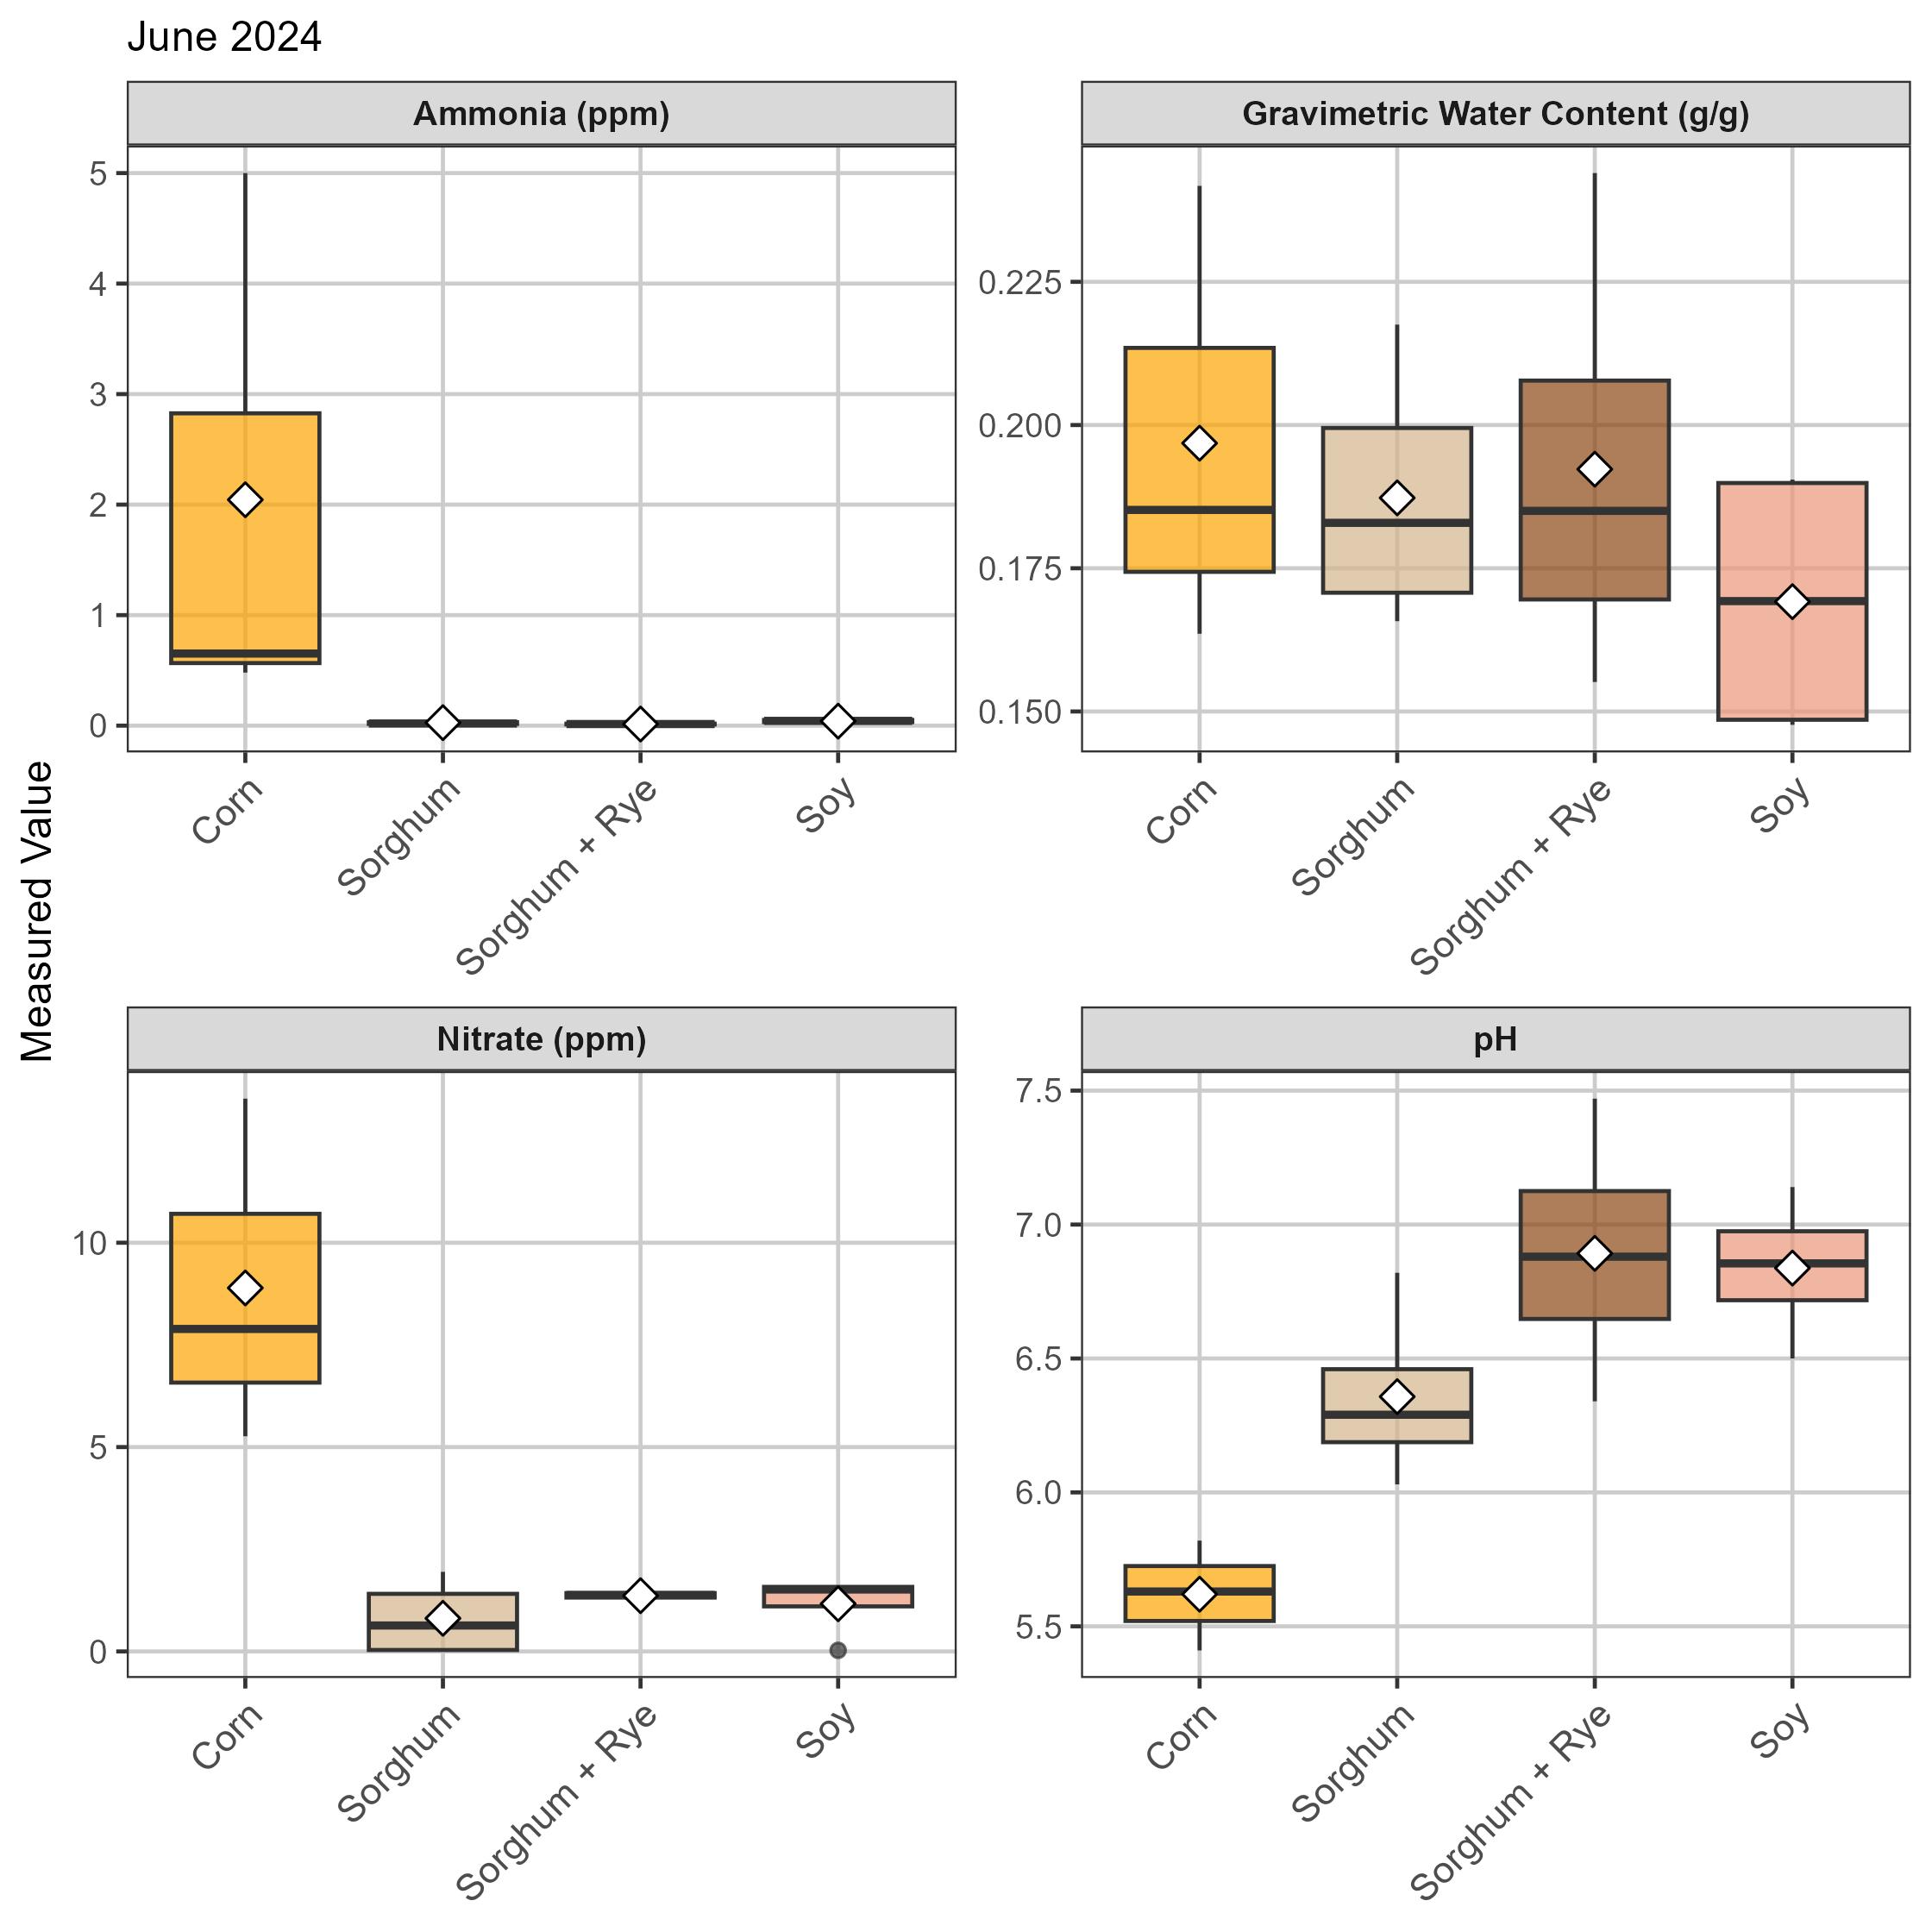 June 2024
Ammonia (ppm)
Gravimetric Water Content (g/g)
5
4
3
2
1
0
0.225
0.200
0.175
0.150
Corn
Sorghum
Sorghum + Rye
Soy
Corn
Sorghum
Sorghum + Rye
Soy
Measured Value
Nitrate (ppm)
pH
10
5
0
7.5
7.0
6.5
6.0
5.5
Corn
Sorghum
Sorghum + Rye
Soy
Corn
Sorghum
Sorghum + Rye
Soy